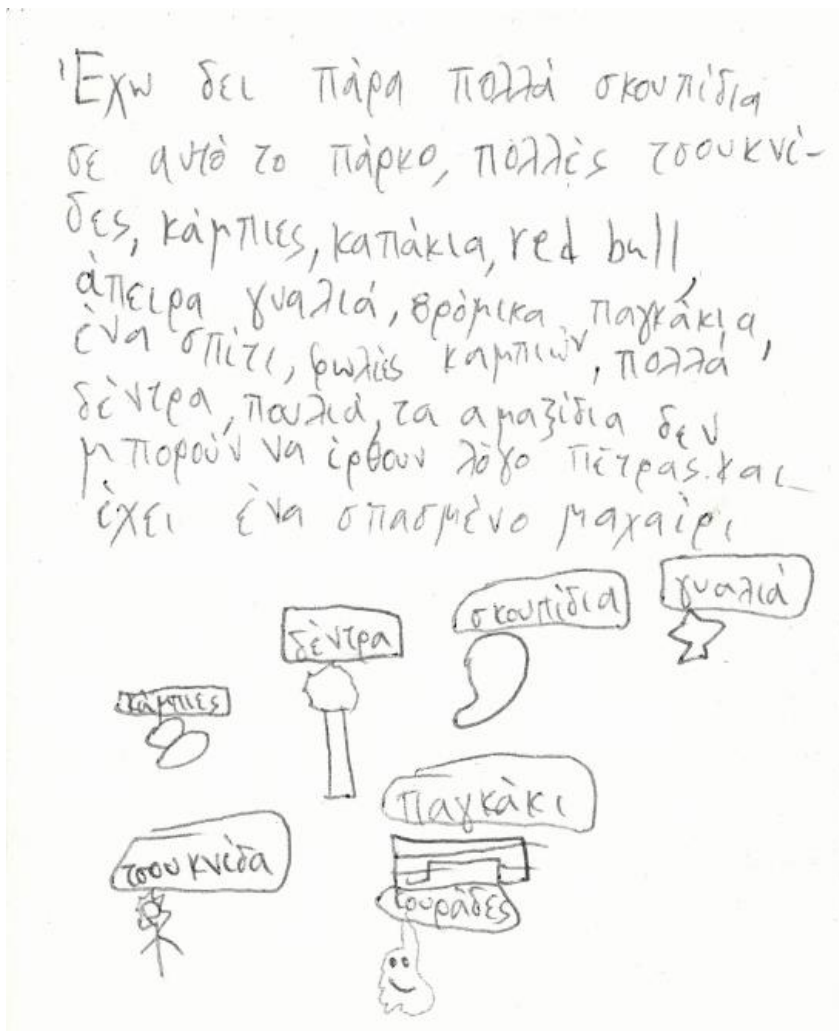 Έχω δει πάρα πολλά σκουπίδια
σε αυτό το πάρκο, πολλές τσουκνί-
δες, κάμπιες, καπάκια, red bull,
άπειρα γυαλιά, βρόμικα παγκάκια,
ένα σπίτι, φωλιές καμπιών, πολλά
δέντρα, πουλιά, τα αμαξίδια δεν
μπορούν να έρθουν λόγο πέτρας. και
έχει ένα σπασμένο μαχαίρι
γυαλιά
σκουπίδια
δέντρα
κάμπιες
παγκάκι
τσουκνίδα
κουράδες